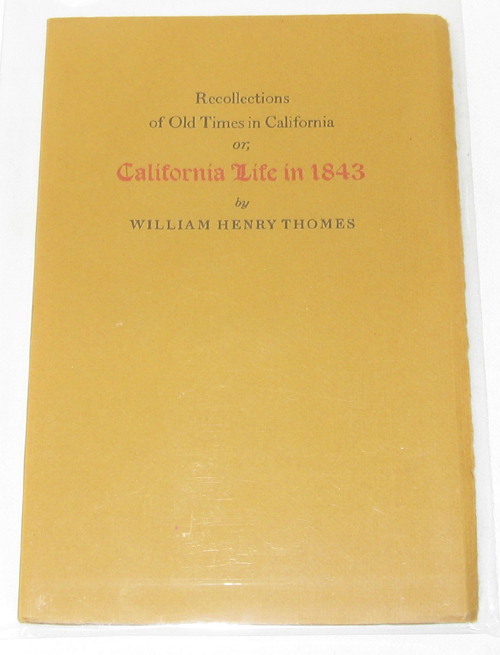 Recollections
of Old Times in California
or;
California Life in 1843
by
WILLIAM HENRY THOMES